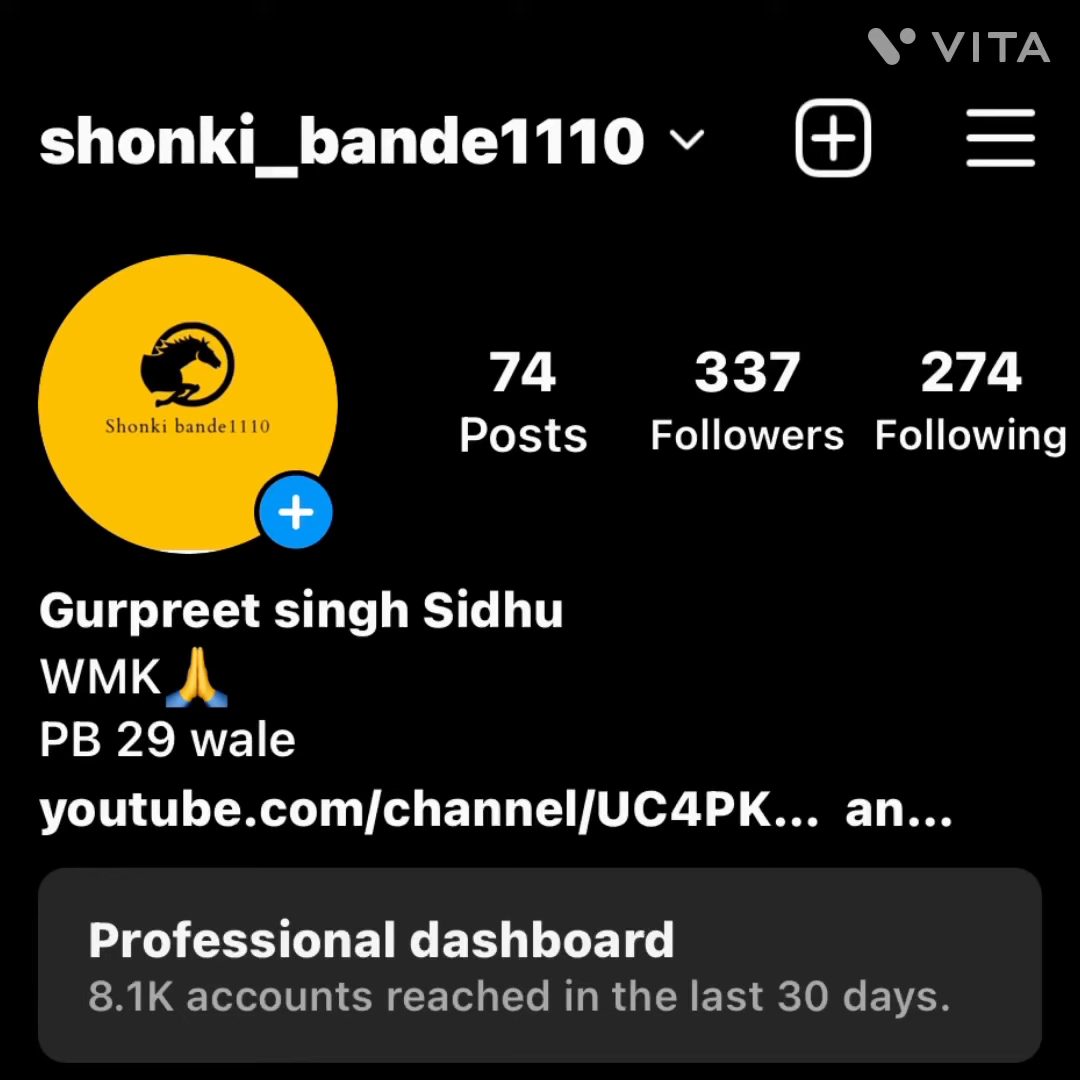 VITA
shonki_bande1110
Shonki bande1110
74 337 274
Posts Followers Following
Gurpreet singh Sidhu
WMK🙏
PB 29 wale
youtube.com/channel/UC4PK... an...
Professional dashboard
8.1K accounts reached in the last 30 days.